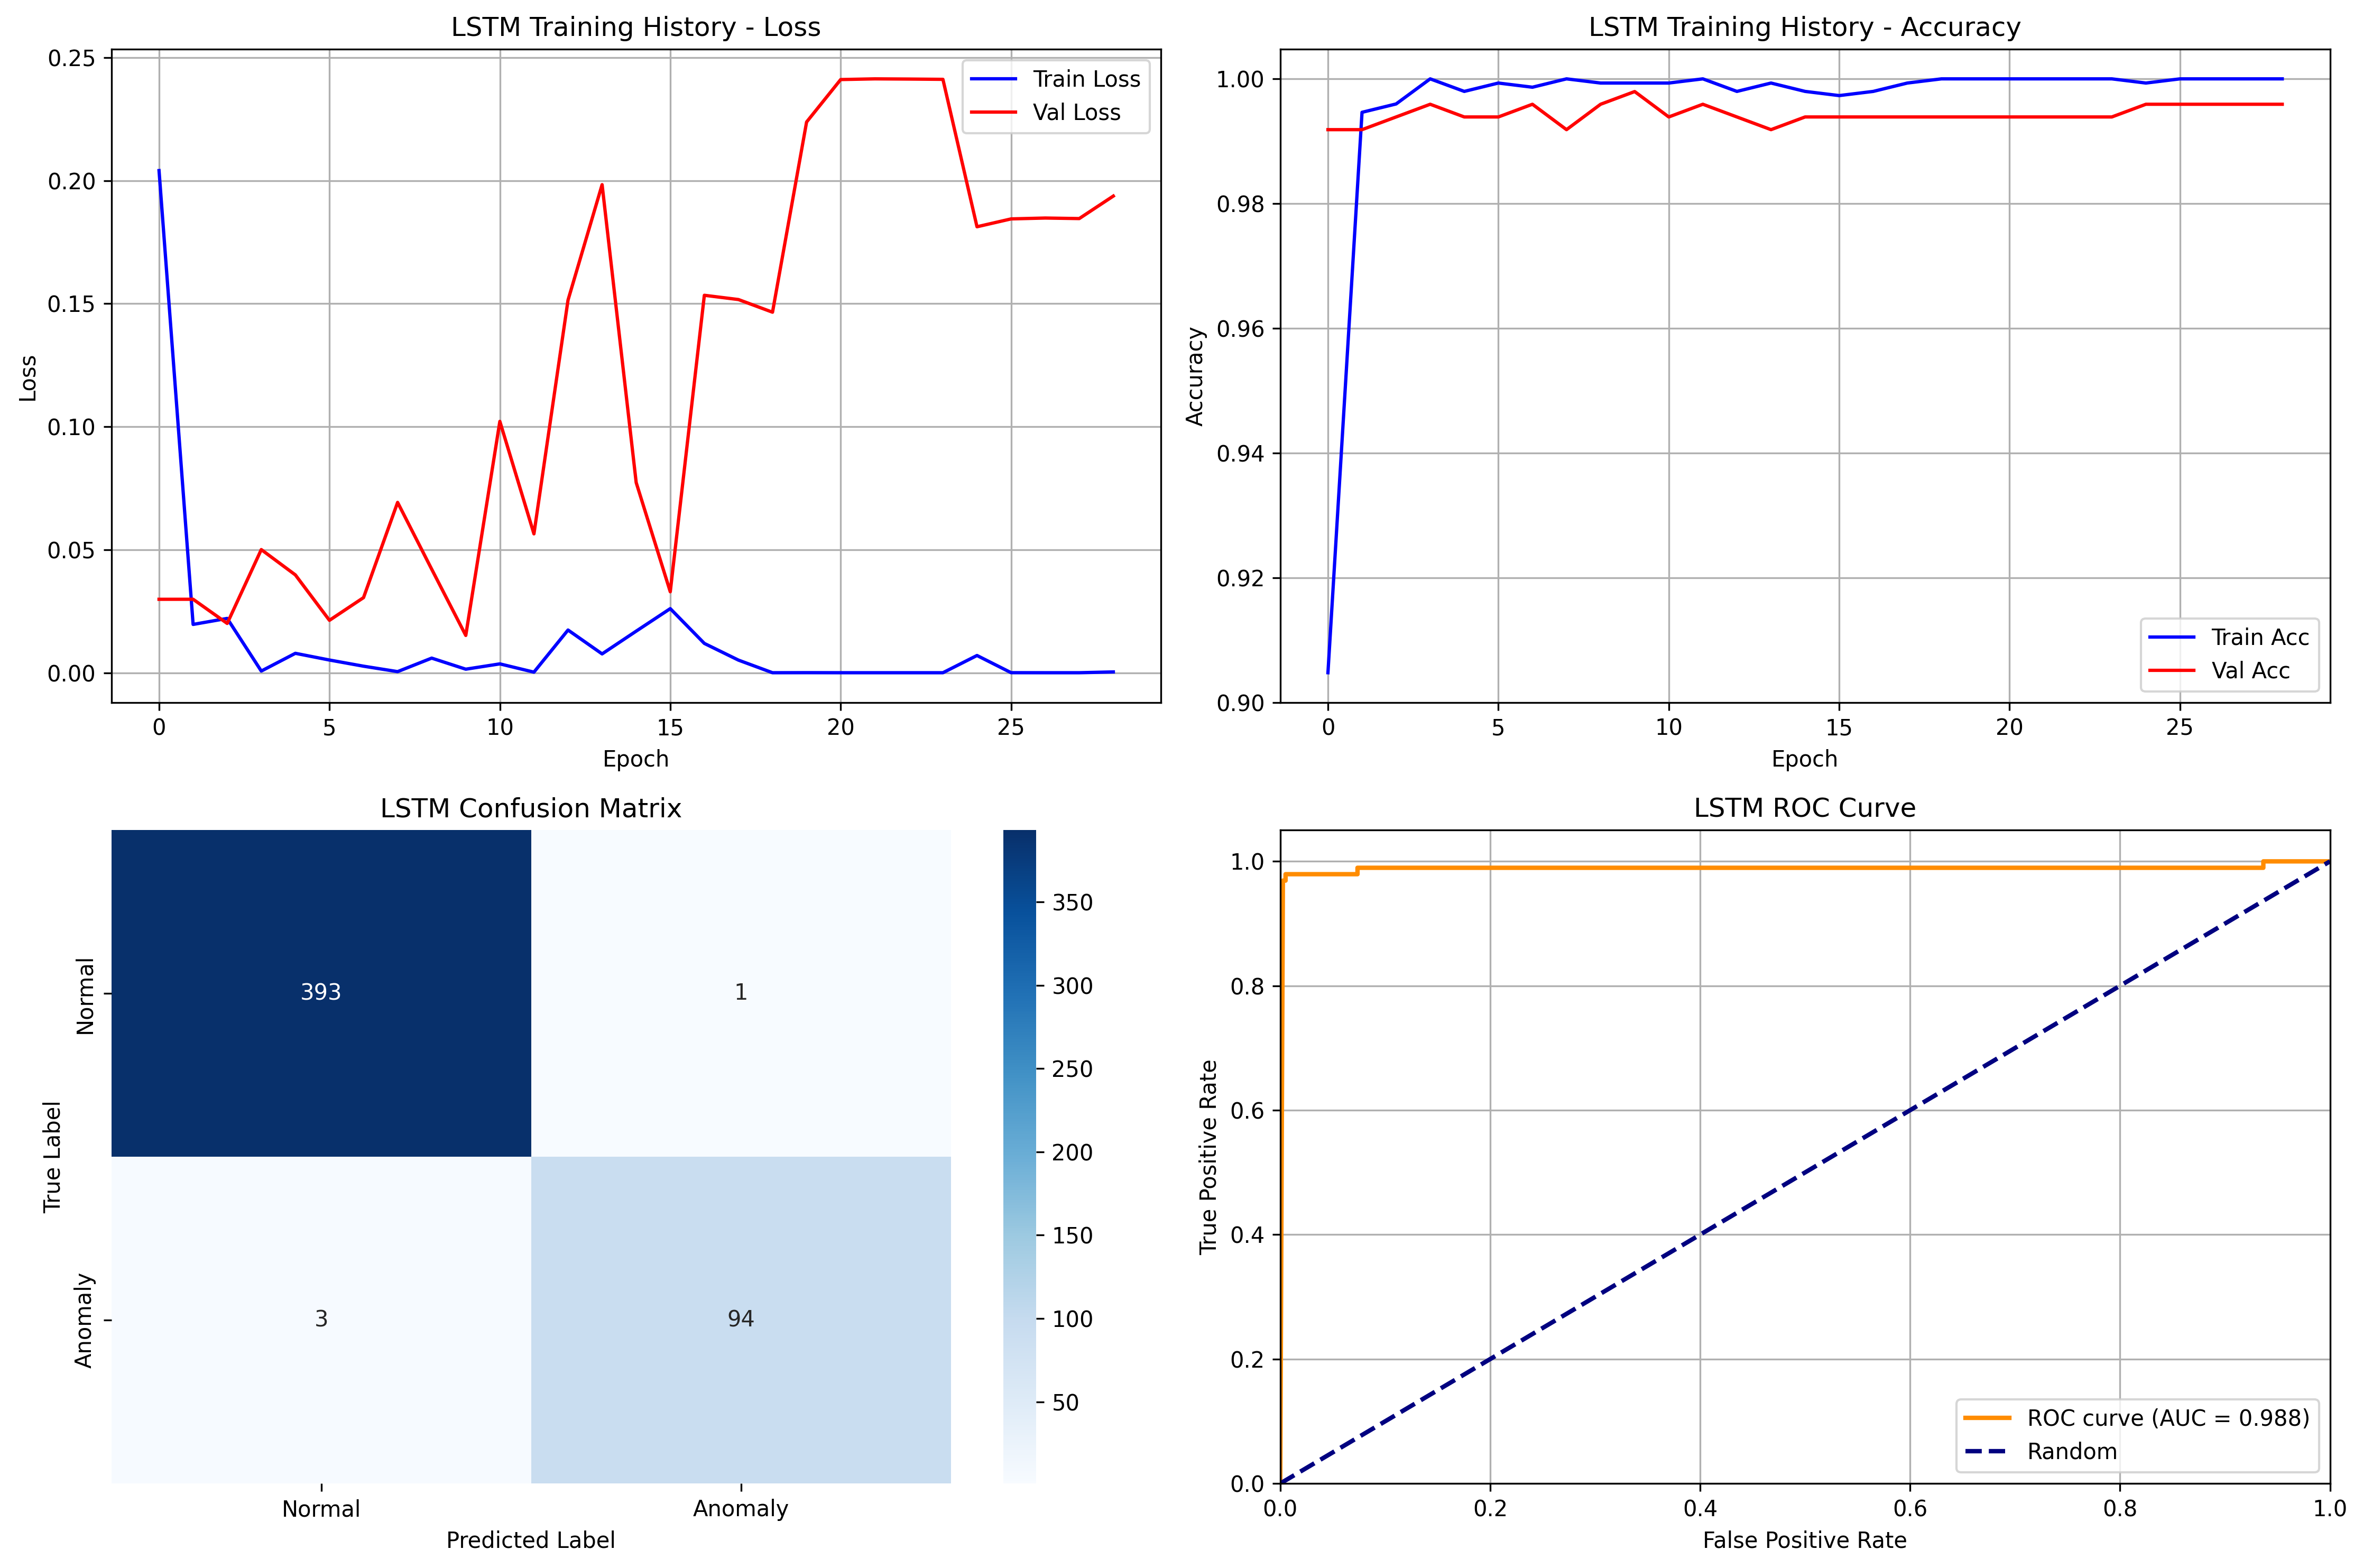 LSTM Training History - Loss
0.25
0.20
0.15
0.10
0.05
0.00
Loss
Train Loss
Val Loss
0 5 10 15 20 25
Epoch
LSTM Training History - Accuracy
1.00
0.98
0.96
0.94
0.92
0.90
Accuracy
Train Acc
Val Acc
0 5 10 15 20 25
Epoch
LSTM Confusion Matrix
True Label
Normal
Anomaly
393 1
3 94
Normal Anomaly
Predicted Label
350
300
250
200
150
100
50
LSTM ROC Curve
1.0
0.8
0.6
0.4
0.2
0.0
True Positive Rate
ROC curve (AUC = 0.988)
Random
0.0 0.2 0.4 0.6 0.8 1.0
False Positive Rate